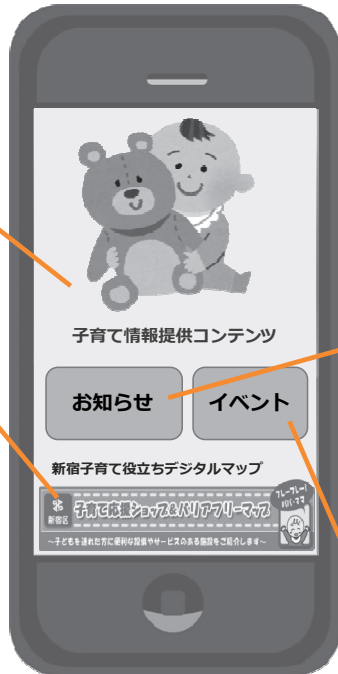 子育て情報提供コンテンツ
お知らせ
イベント
新宿子育て役立ちデジタルマップ
新宿区
子育て応援ショップ&バリアフリーマップ
フレーフレー!
パパ・ママ
～子どもを連れた方に便利な設備やサービスのある施設をご紹介します～